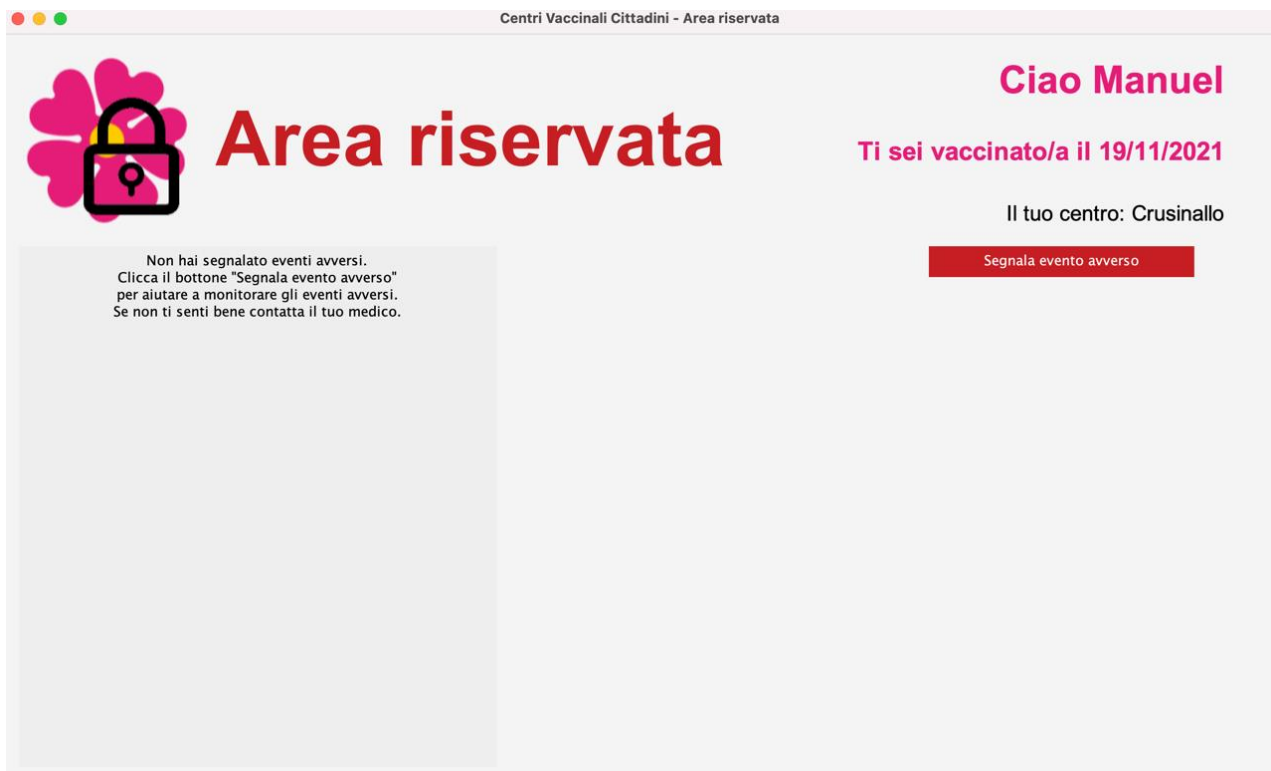 Centri Vaccinali Cittadini - Area riservata
Area riservata
Ciao Manuel
Ti sei vaccinato/a il 19/11/2021
Il tuo centro: Crusinallo
Non hai segnalato eventi avversi.
Clicca il bottone "Segnala evento avverso"
per aiutare a monitorare gli eventi avversi.
Se non ti senti bene contatta il tuo medico.
Segnala evento avverso